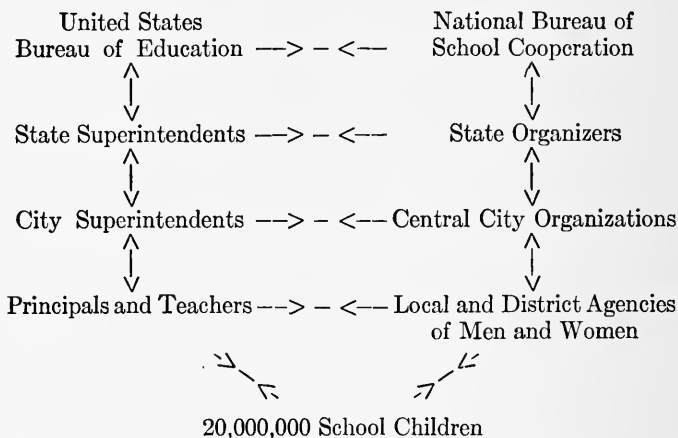 United States
Bureau of Education
National Bureau of
School Cooperation
State Superintendents
State Organizers
City Superintendents
Central City Organizations
Principals and Teachers
Local and District Agencies
of Men and Women
20,000,000 School Children